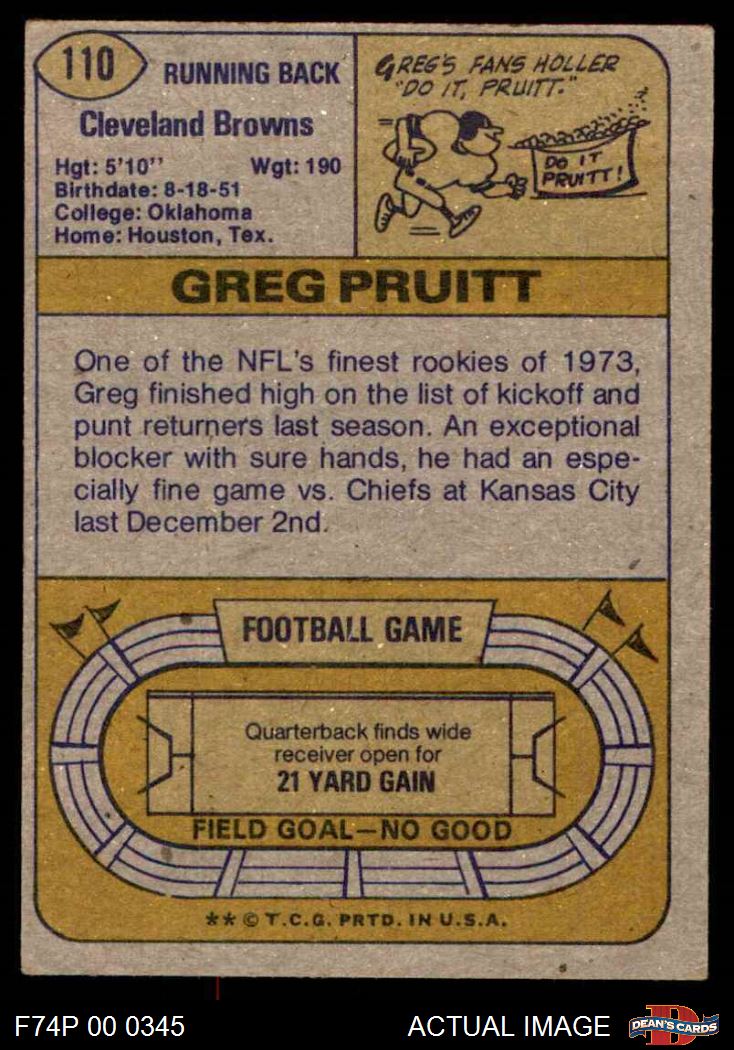 110
RUNNING BACK
Cleveland Browns
Hgt: 5'10'' Wgt: 190
Birthdate: 8-18-51
College: Oklahoma
Home: Houston, Tex.
GREG'S FANS HOLLER
"DO IT, PRUITT."
DO IT
PRUITT!
GREG PRUITT
One of the NFL's finest rookies of 1973,
Greg finished high on the list of kickoff and
punt returners last season. An exceptional
blocker with sure hands, he had an espe-
cially fine game vs. Chiefs at Kansas City
last December 2nd.
FOOTBALL GAME
Quarterback finds wide
receiver open for
21 YARD GAIN
FIELD GOAL—NO GOOD
** © T.C.G. PRTD. IN U.S.A.
F74P 00 0345
ACTUAL IMAGE
D
DEAN'S CARDS